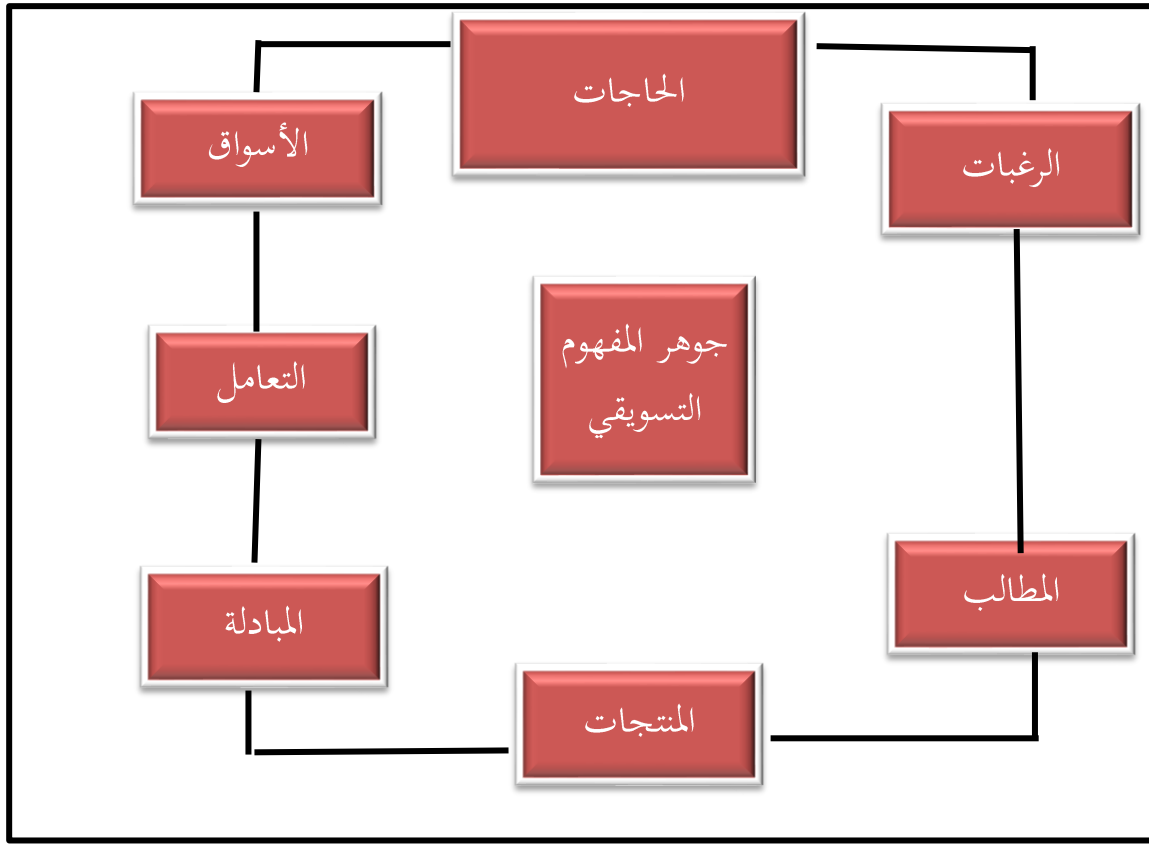 الحاجات
الرغبات
الأسواق
جوهر المفهوم
التسويقي
التعامل
المطالب
المبادلة
المنتجات